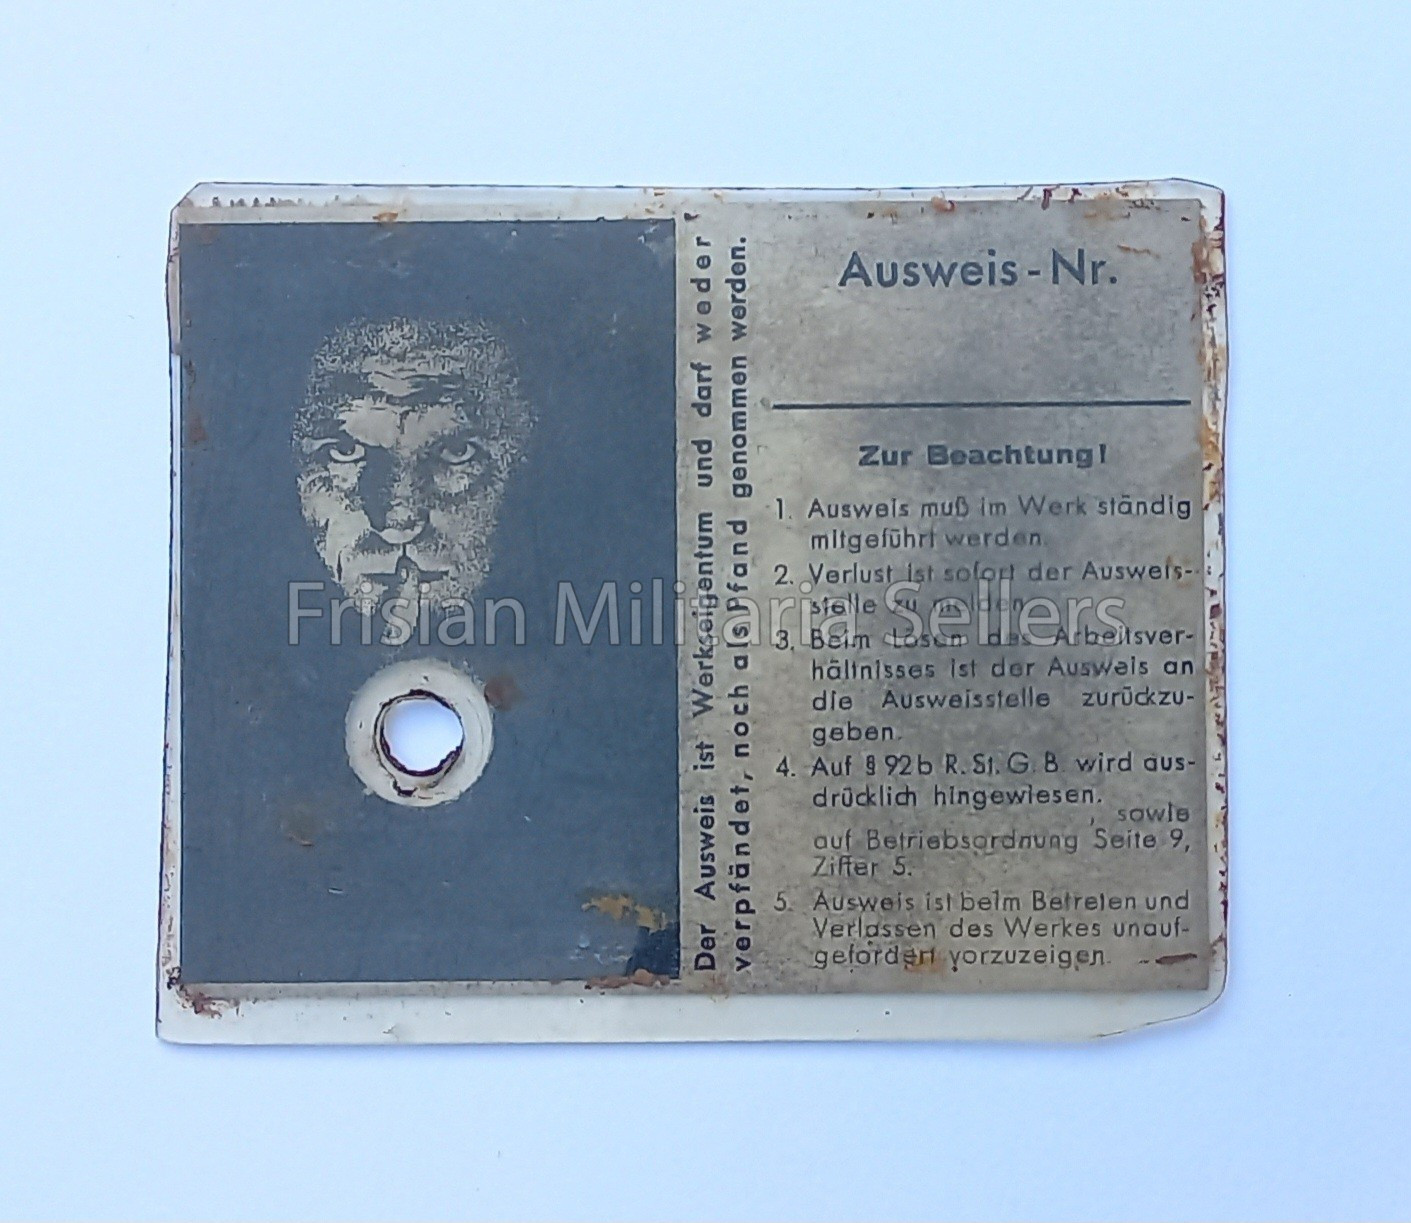 Der Ausweis ist Werkseigentum und darf weder
verpfändet, noch als Pfand genommen werden.
Ausweis-Nr.
Zur Beachtung!
1. Ausweis muß im Werk ständig
mitgeführt werden.
2. Verlust ist sofort der Ausweis-
stelle zu melden.
3. Beim Lösen des Arbeitsver-
hältnisses ist der Ausweis an
die Ausweisstelle zurückzu-
geben.
4. Auf § 92b R. St. G. B. wird aus-
drücklich hingewiesen.
, sowie
auf Betriebsordnung Seite 9,
Ziffer 5.
5. Ausweis ist beim Betreten und
Verlassen des Werkes unauf-
gefordert vorzuzeigen.
Frisian Militaria Sellers